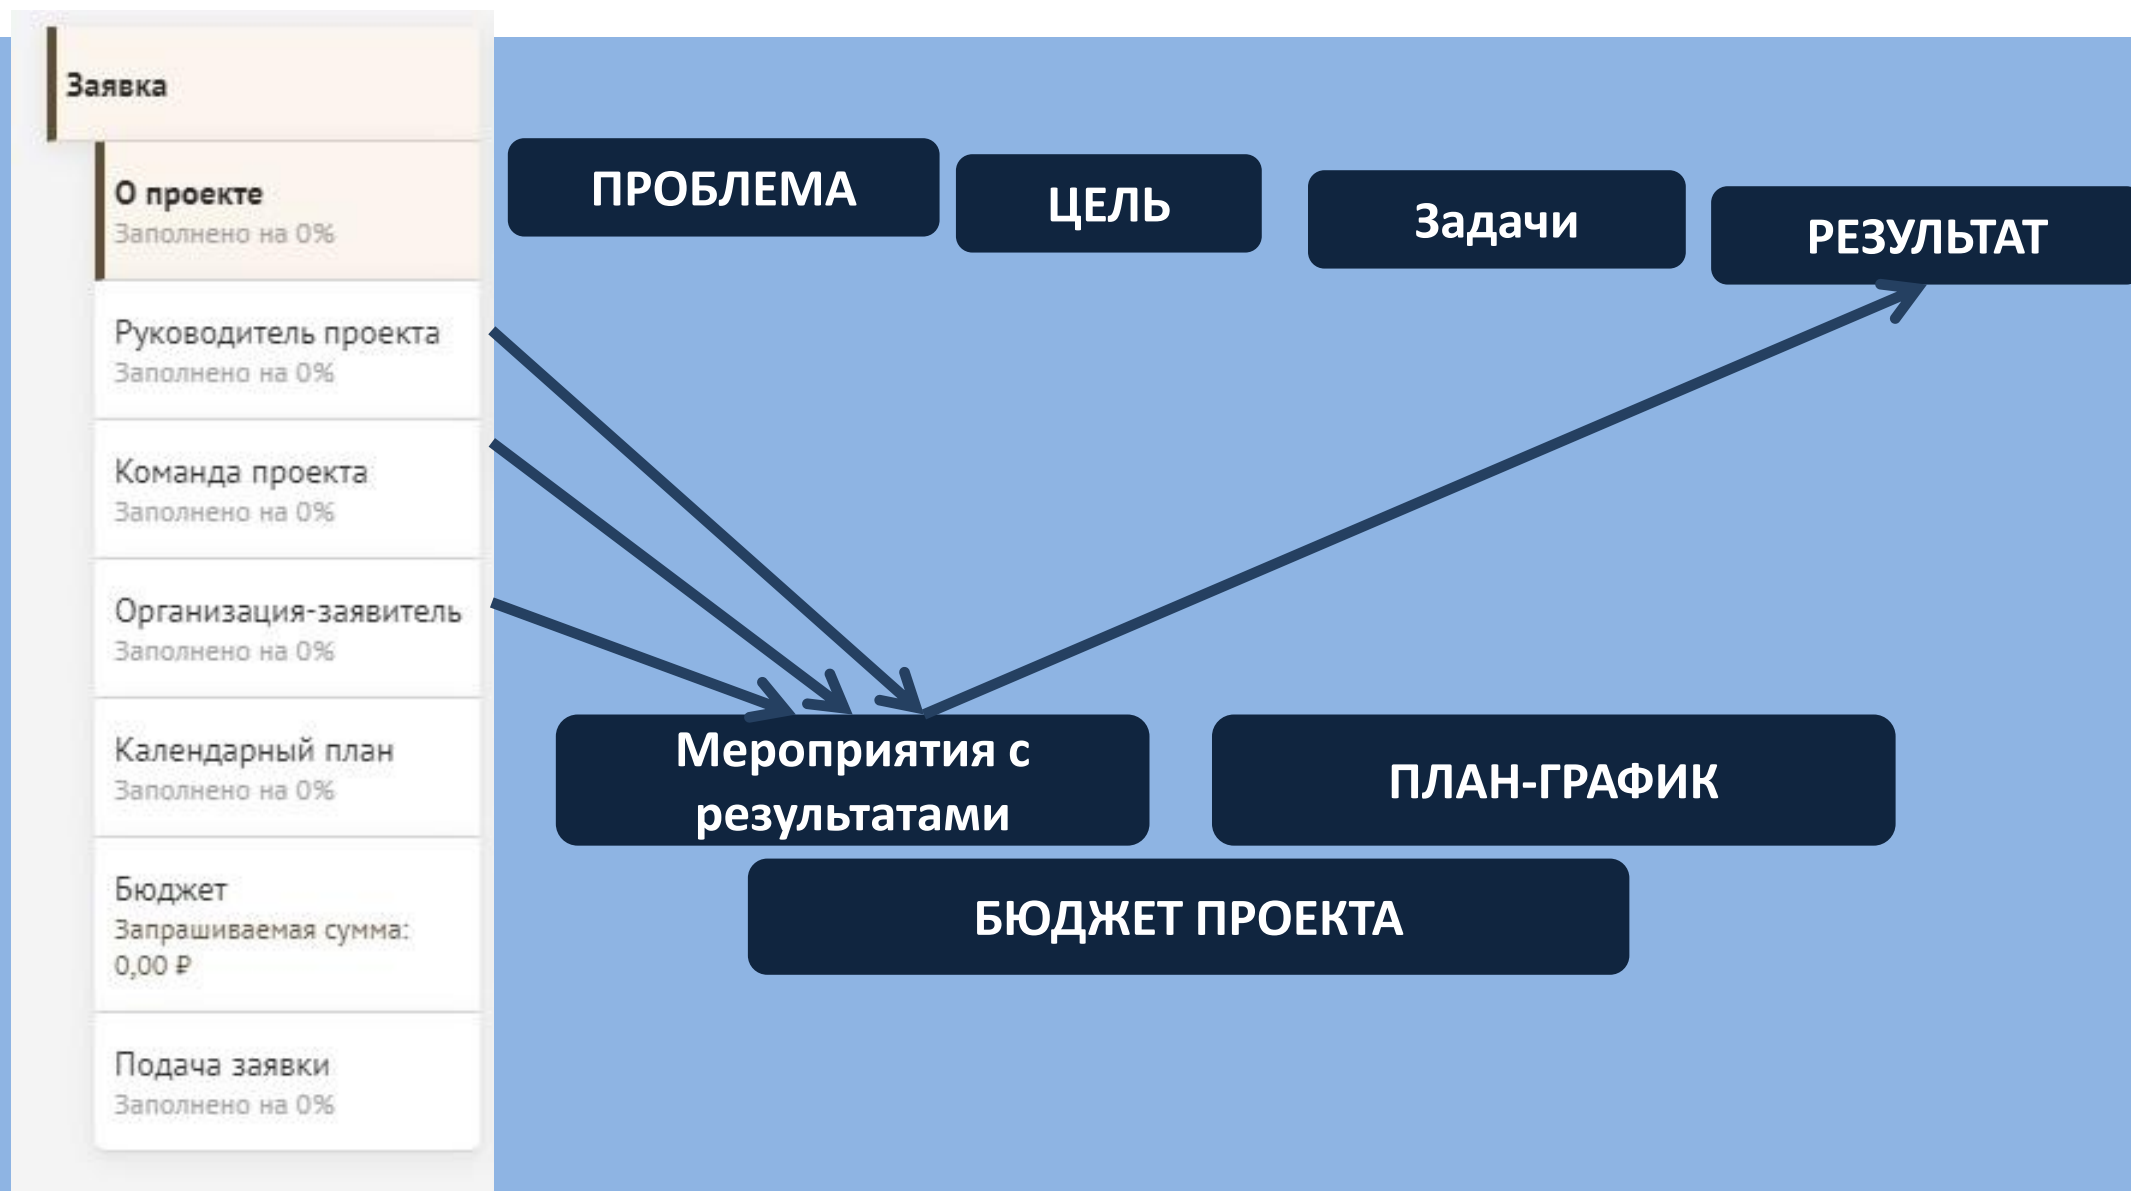 Заявка
О проекте
Заполнено на 0%
Руководитель проекта
Заполнено на 0%
Команда проекта
Заполнено на 0%
Организация-заявитель
Заполнено на 0%
Календарный план
Заполнено на 0%
Бюджет
Запрашиваемая сумма:
0,00 ₽
Подача заявки
Заполнено на 0%
ПРОБЛЕМА
ЦЕЛЬ
Задачи
РЕЗУЛЬТАТ
Мероприятия с
результатами
ПЛАН-ГРАФИК
БЮДЖЕТ ПРОЕКТА